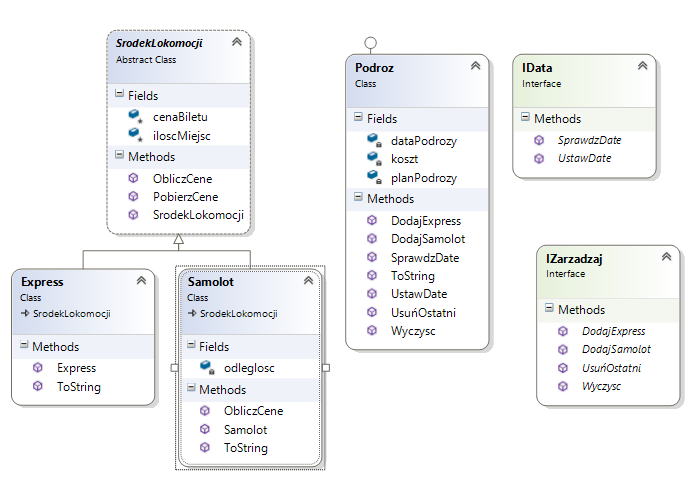 SrodekLokomocji
Abstract Class
Fields
cenaBiletu
iloscMiejsc
Methods
ObliczCene
PobierzCene
SrodekLokomocji
Express
Class
SrodekLokomocji
Methods
Express
ToString
Samolot
Class
SrodekLokomocji
Fields
odleglosc
Methods
ObliczCene
Samolot
ToString
Podroz
Class
Fields
dataPodrozy
koszt
planPodrozy
Methods
DodajExpress
DodajSamolot
SprawdzDate
ToString
UstawDate
UsuńOstatni
Wyczysc
IData
Interface
Methods
SprawdzDate
UstawDate
IZarzadzaj
Interface
Methods
DodajExpress
DodajSamolot
UsuńOstatni
Wyczysc